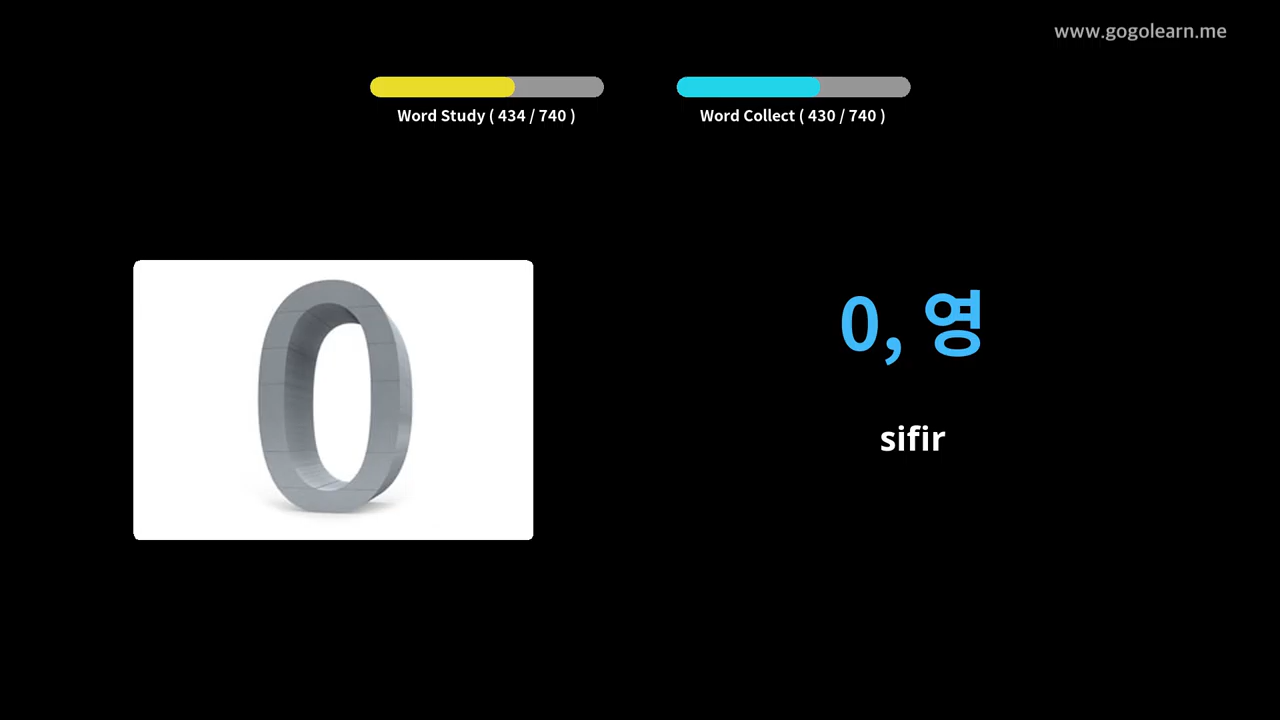 www.gogolearn.me
Word Study ( 434 / 740 )
Word Collect ( 430 / 740 )
0
0, 영
sifir